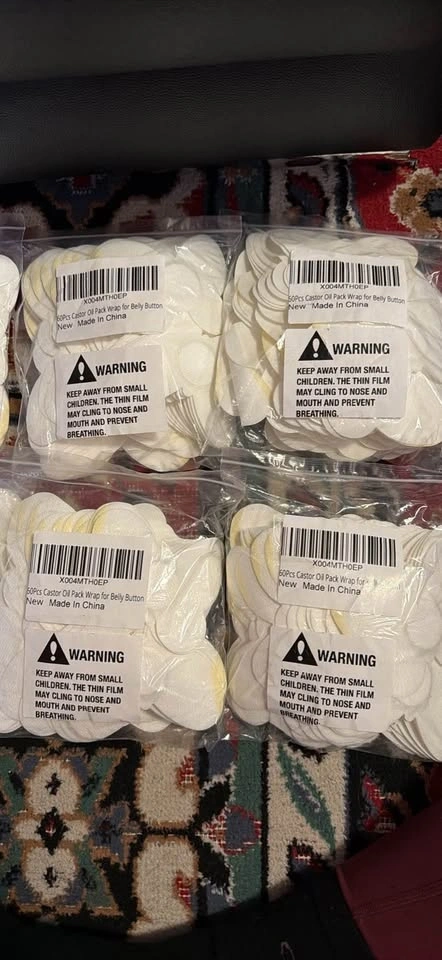 X004MTH0EP
60Pcs Castor Oil Pack Wrap for Belly Button
New Made In China
WARNING
KEEP AWAY FROM SMALL
CHILDREN. THE THIN FILM
MAY CLING TO NOSE AND
MOUTH AND PREVENT
BREATHING.
X004MTH0EP
60Pcs Castor Oil Pack Wrap for Belly Button
New Made In China
WARNING
KEEP AWAY FROM SMALL
CHILDREN. THE THIN FILM
MAY CLING TO NOSE AND
MOUTH AND PREVENT
BREATHING.
X004MTH0EP
60Pcs Castor Oil Pack Wrap for Belly Button
New Made In China
WARNING
KEEP AWAY FROM SMALL
CHILDREN. THE THIN FILM
MAY CLING TO NOSE AND
MOUTH AND PREVENT
BREATHING.
X004MTH0EP
60Pcs Castor Oil Pack Wrap for Belly Button
New Made In China
WARNING
KEEP AWAY FROM SMALL
CHILDREN. THE THIN FILM
MAY CLING TO NOSE AND
MOUTH AND PREVENT
BREATHING.